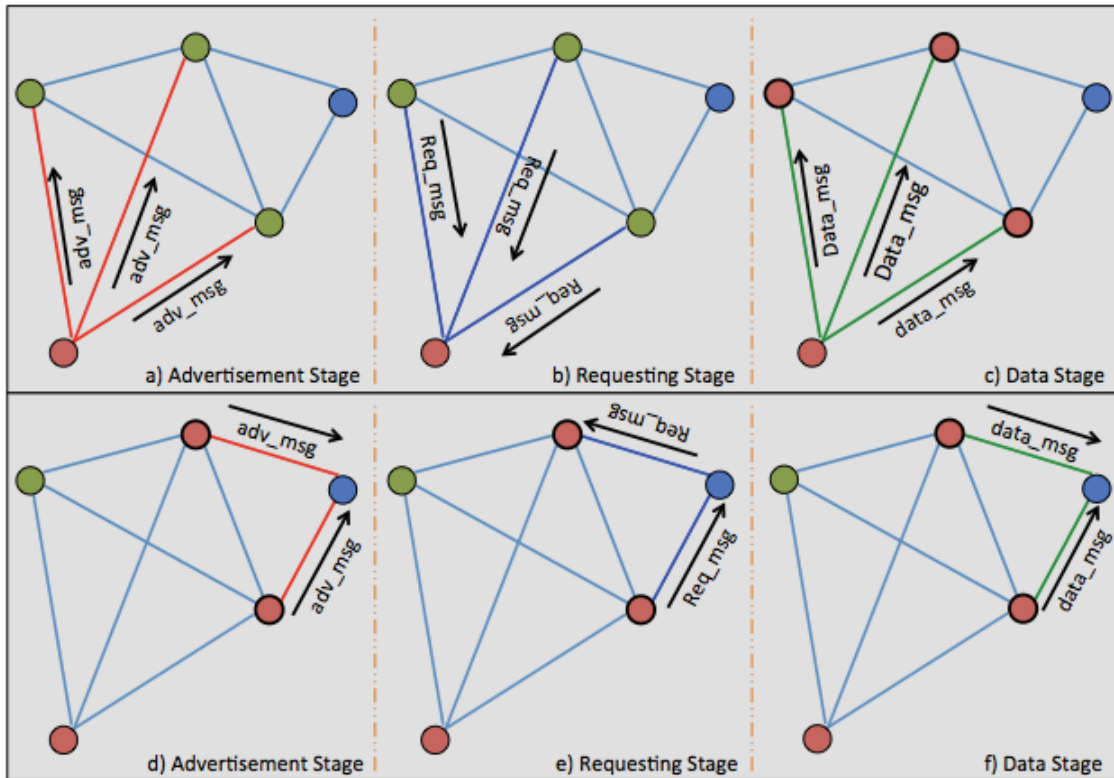 adv_msg
adv_msg
adv_msg
a) Advertisement Stage
Req_msg
Req_msg
Req_msg
b) Requesting Stage
Data_msg
Data_msg
data_msg
c) Data Stage
adv_msg
adv_msg
d) Advertisement Stage
Req_msg
Req_msg
e) Requesting Stage
data_msg
data_msg
f) Data Stage